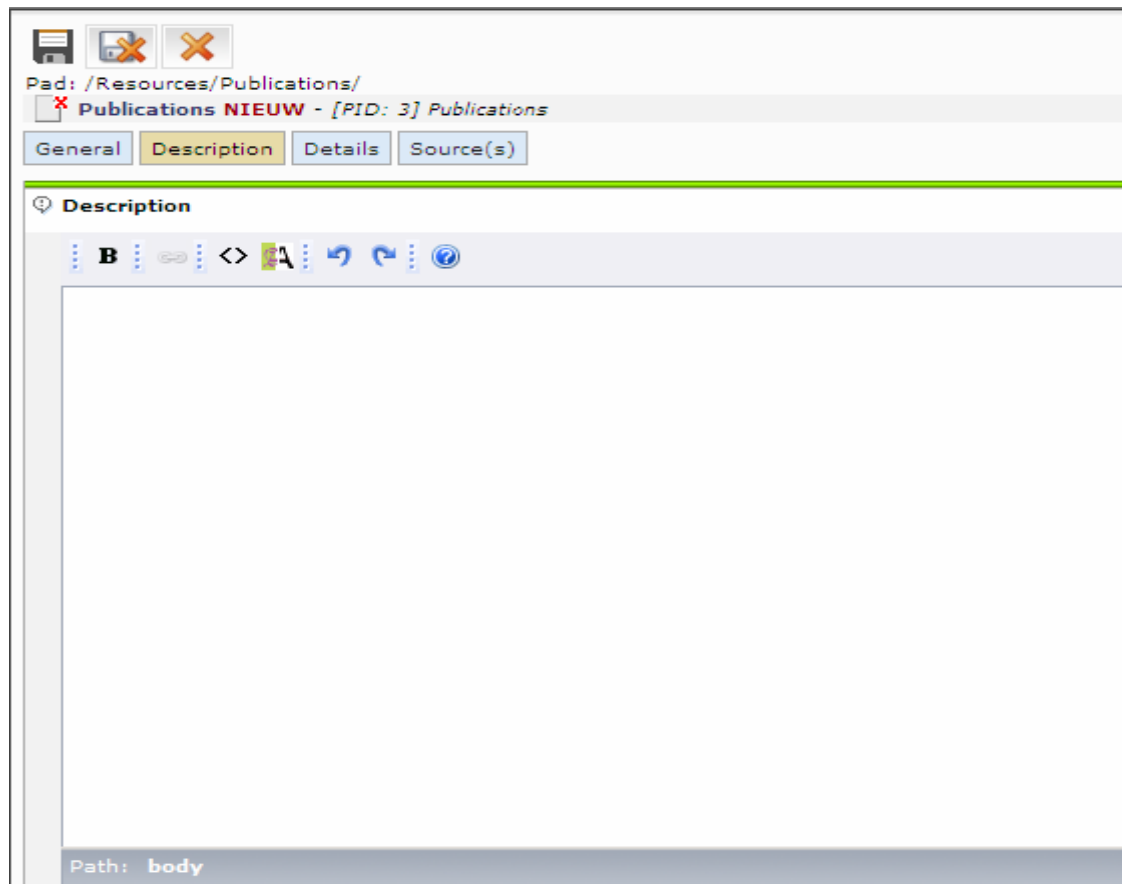 Pad: /Resources/Publications/
Publications NIEUW - [PID: 3] Publications
General Description Details Source(s)
Description
B <>
Path: body